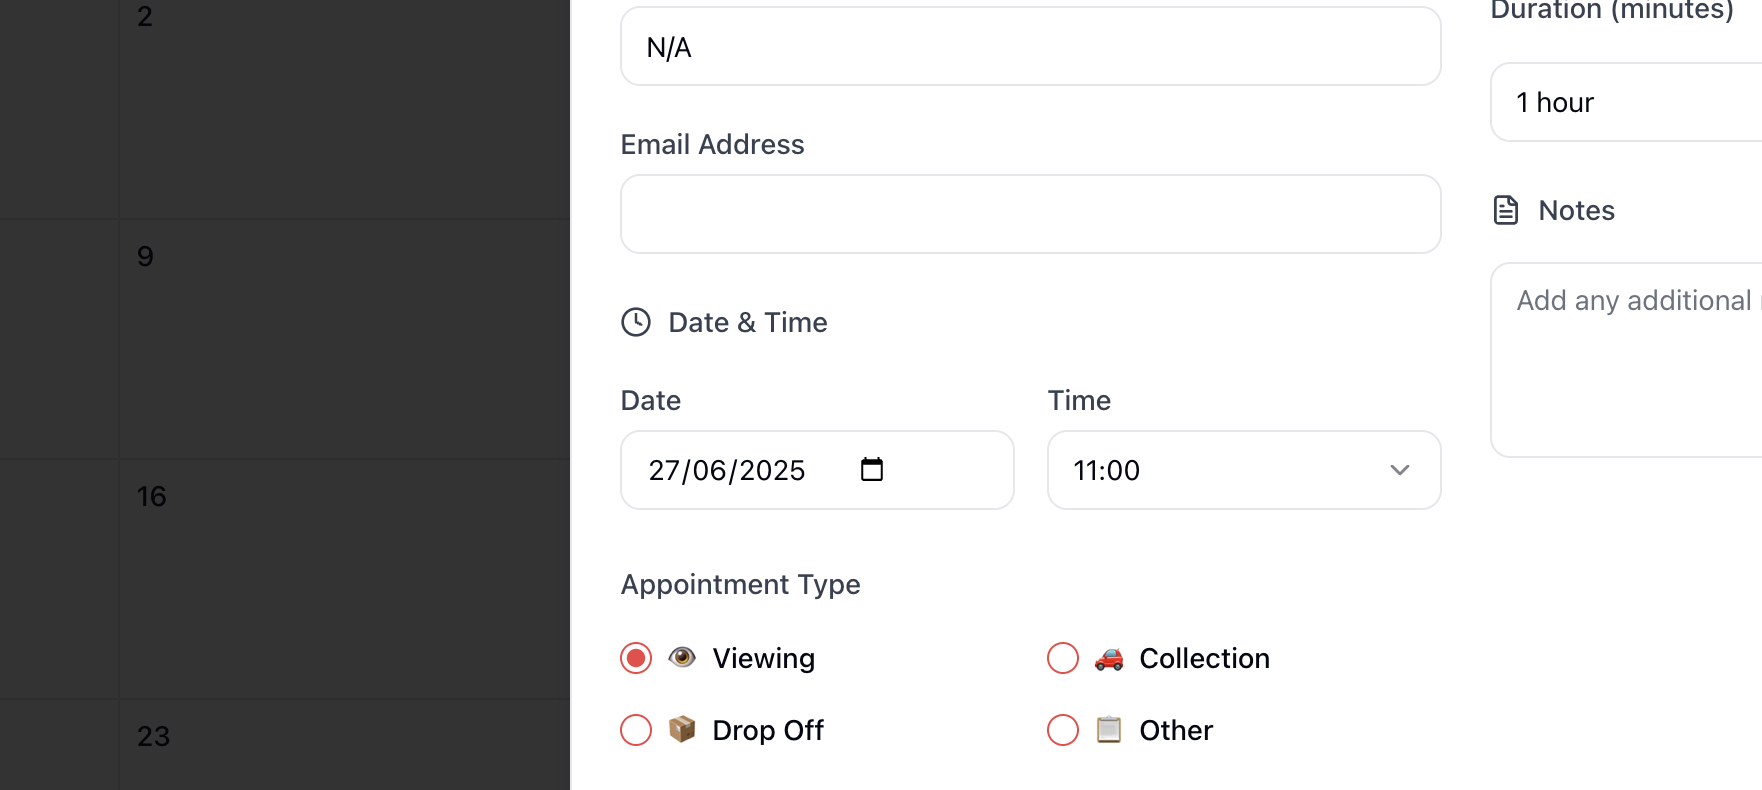 2
9
16
23
N/A
Email Address
Date & Time
Date
27/06/2025
Time
11:00
Appointment Type
Viewing
Collection
Drop Off
Other
Duration (minutes)
1 hour
Notes
Add any additional